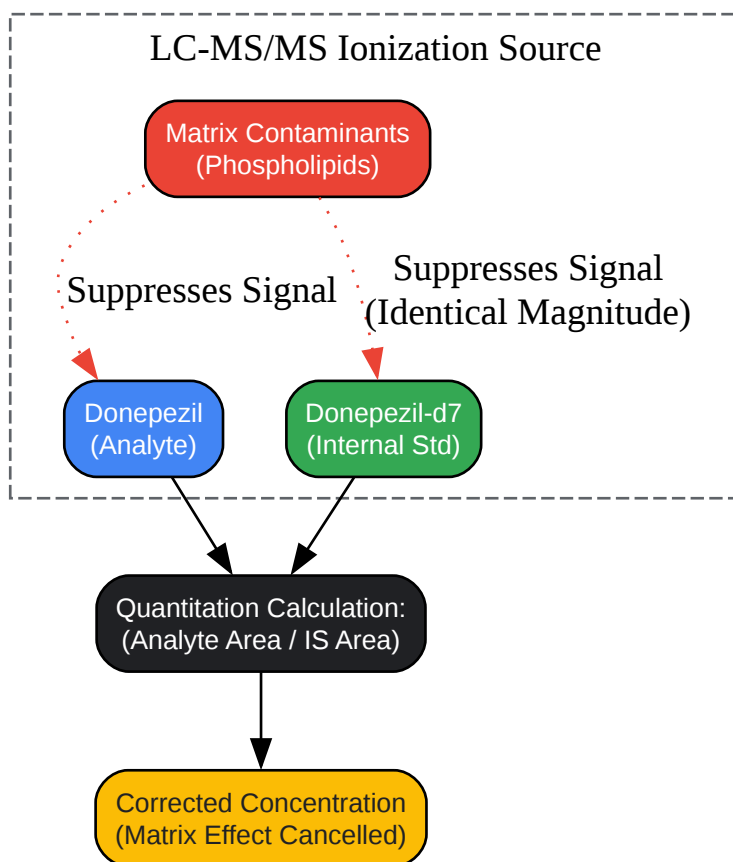 LC-MS/MS Ionization Source
Matrix Contaminants
(Phospholipids)
Suppresses Signal
Suppresses Signal
(Identical Magnitude)
Donepezil
(Analyte)
Donepezil-d7
(Internal Std)
Quantitation Calculation:
(Analyte Area / IS Area)
Corrected Concentration
(Matrix Effect Cancelled)